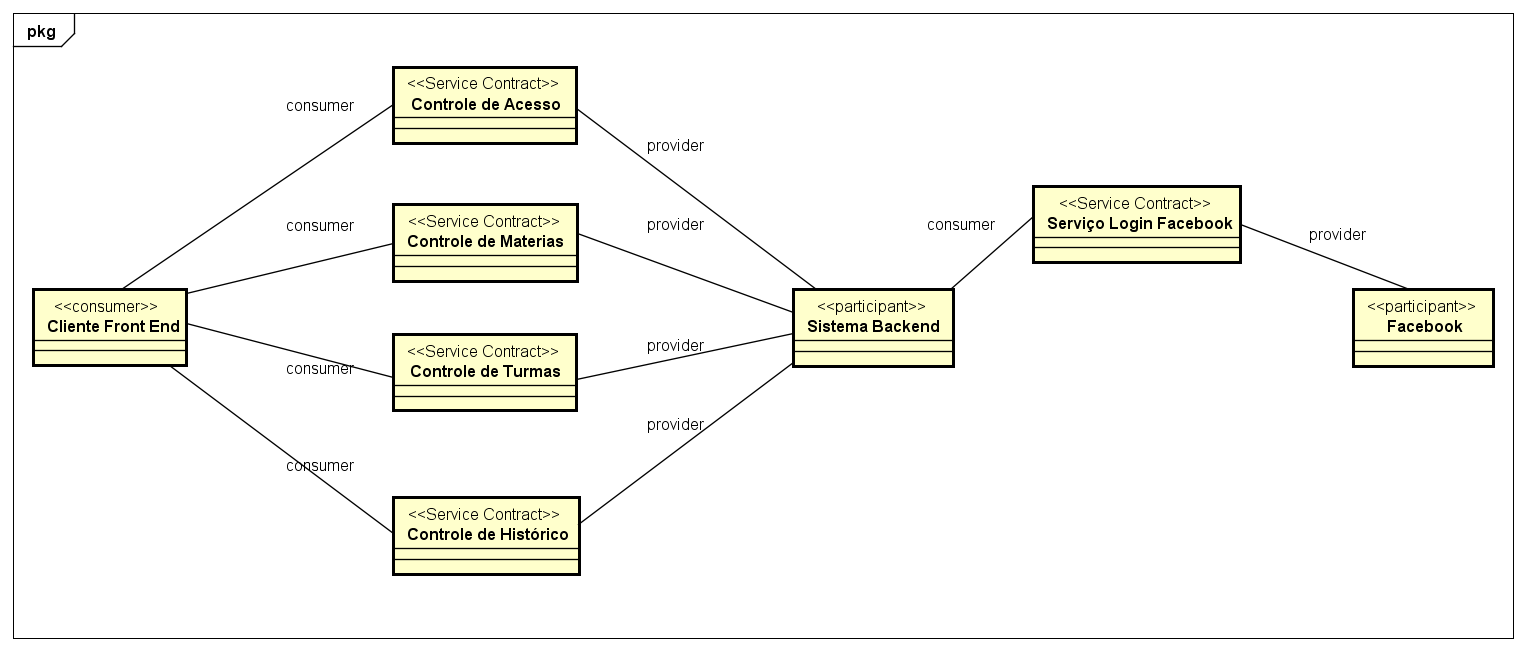 pkg
<<Service Contract>>
Controle de Acesso
consumer
provider
<<Service Contract>>
Controle de Materias
consumer
provider
<<Service Contract>>
Serviço Login Facebook
consumer
provider
<<consumer>>
Cliente Front End
<<participant>>
Sistema Backend
<<participant>>
Facebook
<<Service Contract>>
Controle de Turmas
consumer
provider
consumer
provider
<<Service Contract>>
Controle de Histórico